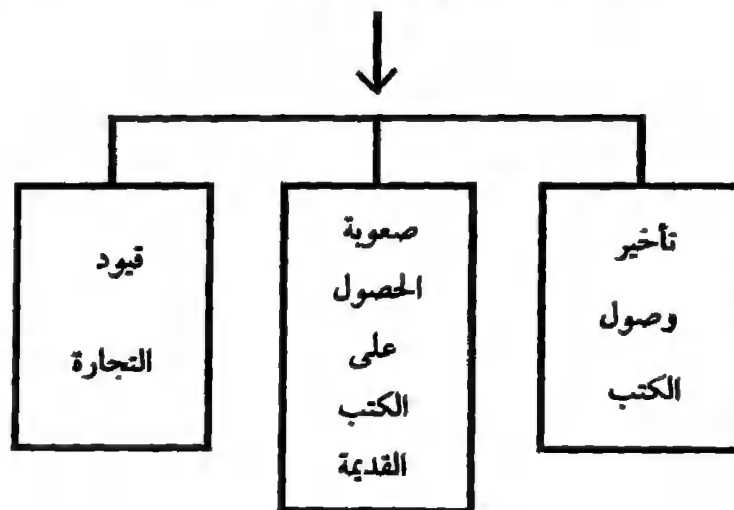 تأخير
وصول
الكتب
صعوبة
الحصول
على
الكتب
القديمة
قيود
التجارة